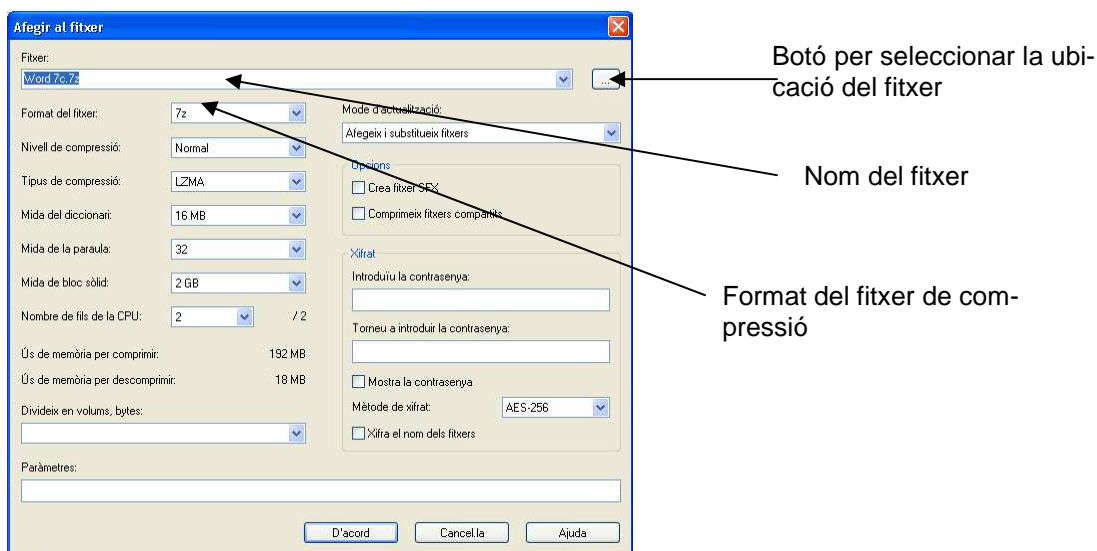 Afegir al fitxer
Fitxer:
Word 7c.7z
...
Botó per seleccionar la ubi-
cació del fitxer
Format del fitxer:
7z
Nivell de compressió:
Normal
Tipus de compressió:
LZMA
Mida del diccionari:
16 MB
Mida de la paraula:
32
Mida de bloc sòlid:
2 GB
Nombre de fils de la CPU:
2
/ 2
Ús de memòria per comprimir:
192 MB
Ús de memòria per descomprimir:
18 MB
Divideix en volums, bytes:
Mode d'actualització:
Afegeix i substitueix fitxers
Opcions
Crea fitxer SFX
Comprimeix fitxers compartits
Xifrat
Introduïu la contrasenya:
Torneu a introduir la contrasenya:
Mostra la contrasenya
Mètode de xifrat:
AES-256
Xifra el nom dels fitxers
Nom del fitxer
Format del fitxer de com-
pressió
Paràmetres:
D'acord
Cancel.la
Ajuda